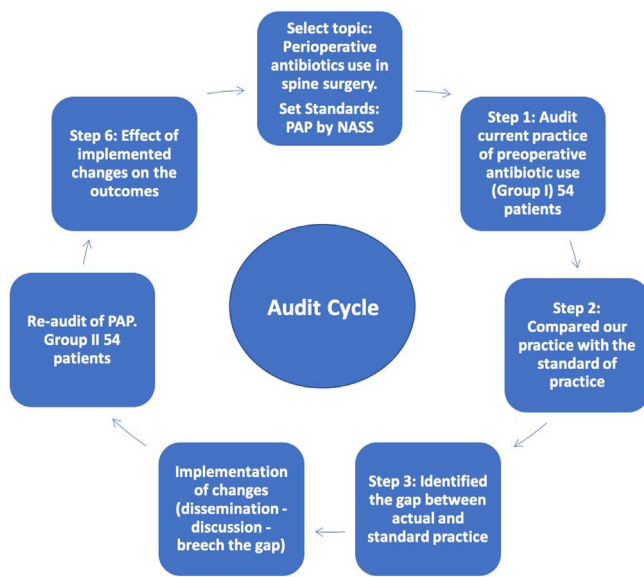 Select topic:
Perioperative
antibiotics use in
spine surgery.
Set Standards:
PAP by NASS
Step 1: Audit
current practice
of preoperative
antibiotic use
(Group I) 54
patients
Step 2:
Compared our
practice with the
standard of
practice
Step 3: Identified
the gap between
actual and
standard practice
Implementation
of changes
(dissemination -
discussion -
breech the gap)
Re-audit of PAP.
Group II 54
patients
Step 6: Effect of
implemented
changes on the
outcomes
Audit Cycle